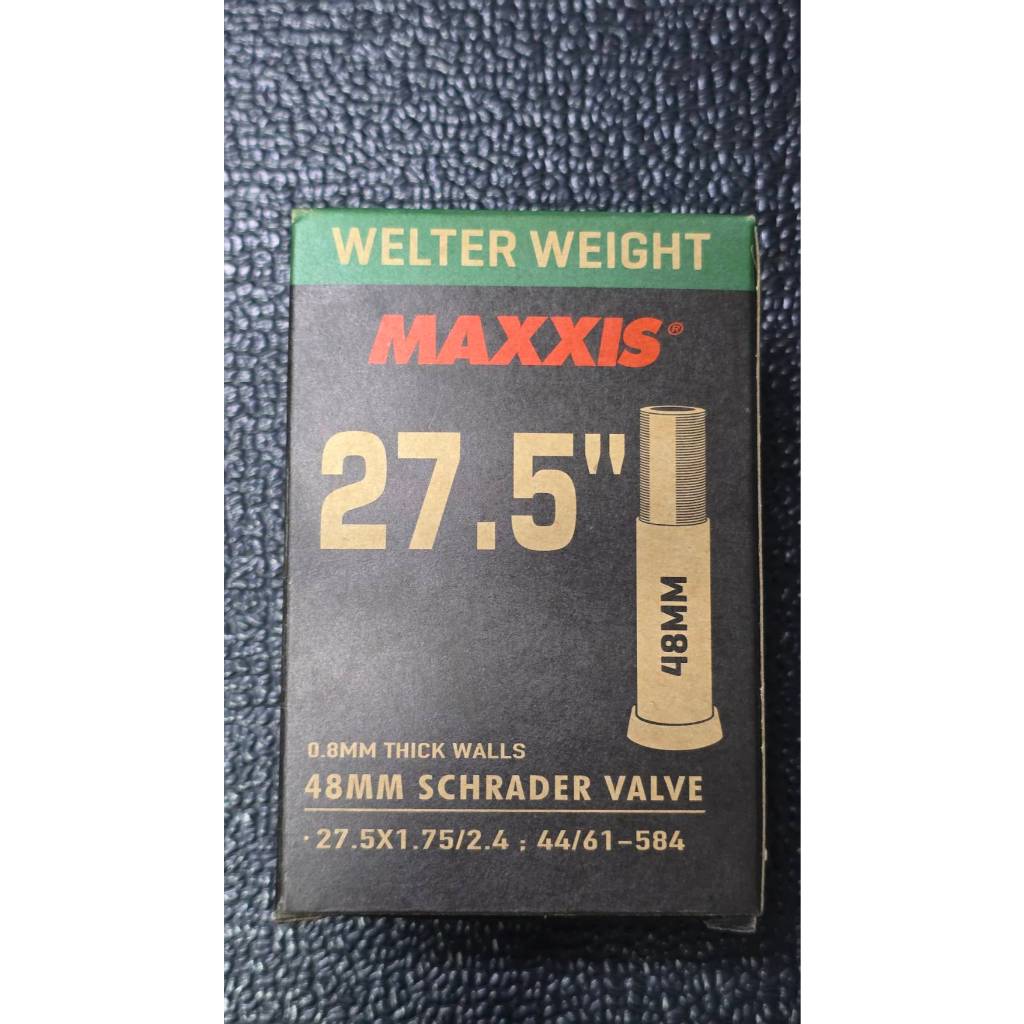 WELTER WEIGHT
MAXXIS®
27.5"
48MM
0.8MM THICK WALLS
48MM SCHRADER VALVE
·27.5X1.75/2.4 ; 44/61-584